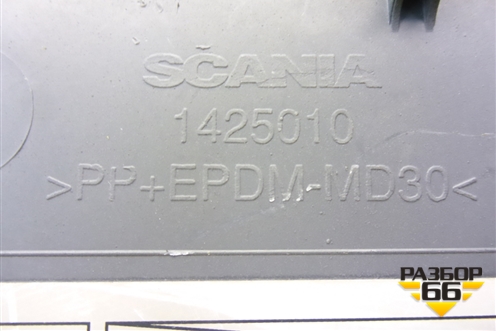 SCANIA
1425010
>PP+EPDM-MD30<
РАЗБОР
66